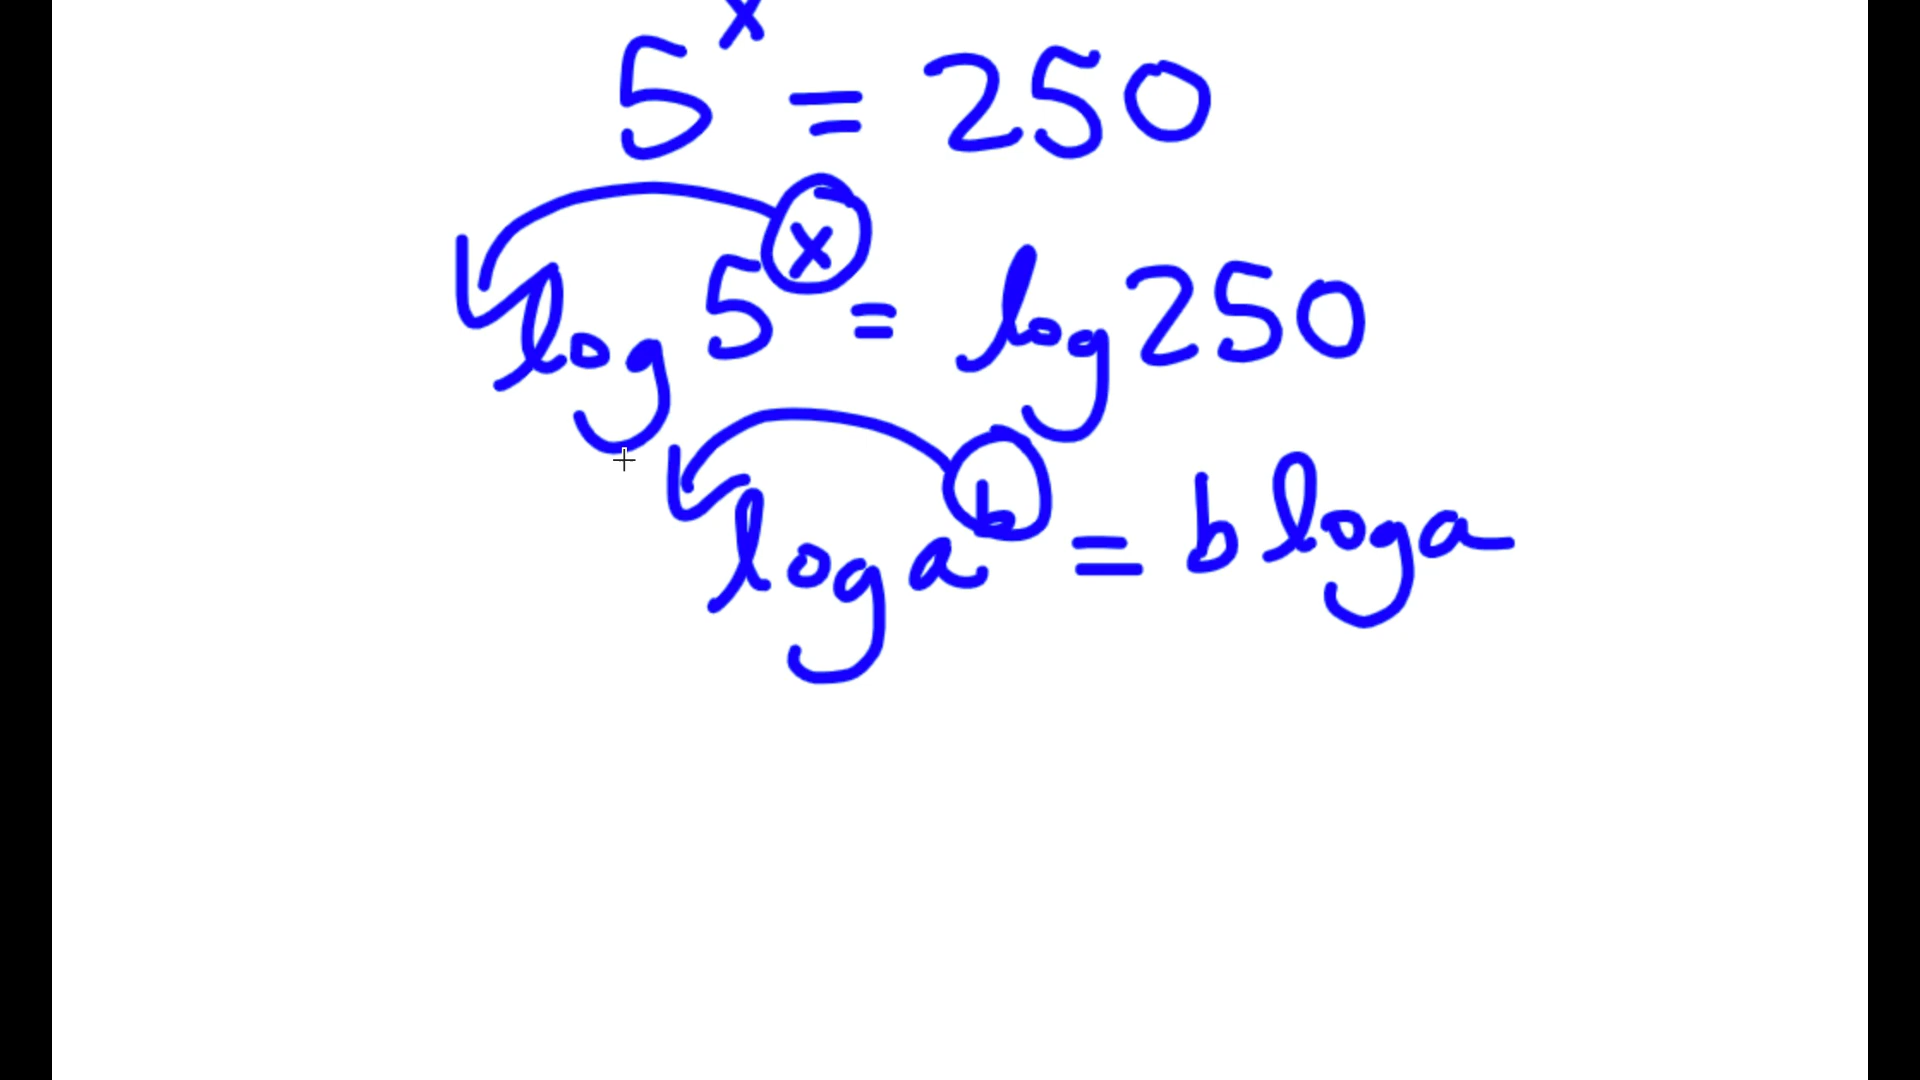 5^x = 250
log 5^x = log 250
log a^b = b log a